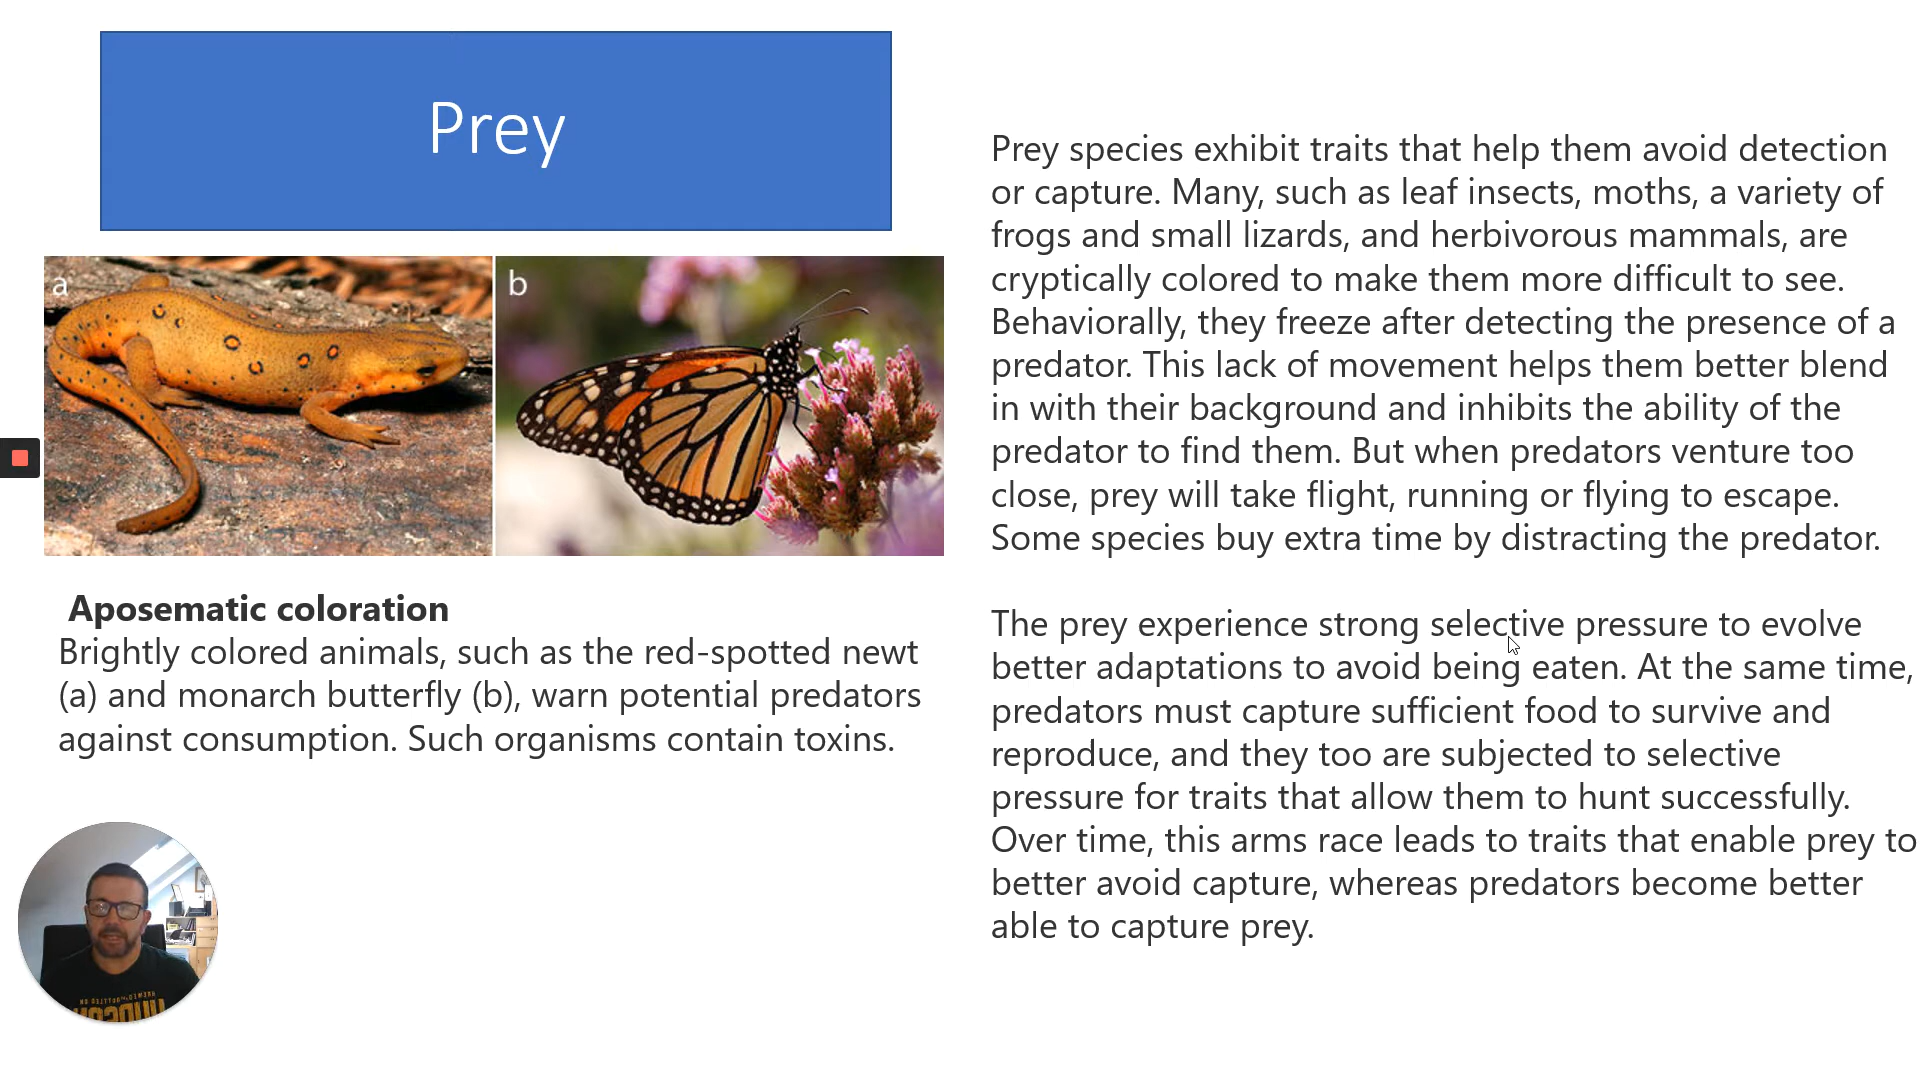 Prey
a
b
Aposematic coloration
Brightly colored animals, such as the red-spotted newt
(a) and monarch butterfly (b), warn potential predators
against consumption. Such organisms contain toxins.
Prey species exhibit traits that help them avoid detection
or capture. Many, such as leaf insects, moths, a variety of
frogs and small lizards, and herbivorous mammals, are
cryptically colored to make them more difficult to see.
Behaviorally, they freeze after detecting the presence of a
predator. This lack of movement helps them better blend
in with their background and inhibits the ability of the
predator to find them. But when predators venture too
close, prey will take flight, running or flying to escape.
Some species buy extra time by distracting the predator.
The prey experience strong selective pressure to evolve
better adaptations to avoid being eaten. At the same time,
predators must capture sufficient food to survive and
reproduce, and they too are subjected to selective
pressure for traits that allow them to hunt successfully.
Over time, this arms race leads to traits that enable prey to
better avoid capture, whereas predators become better
able to capture prey.